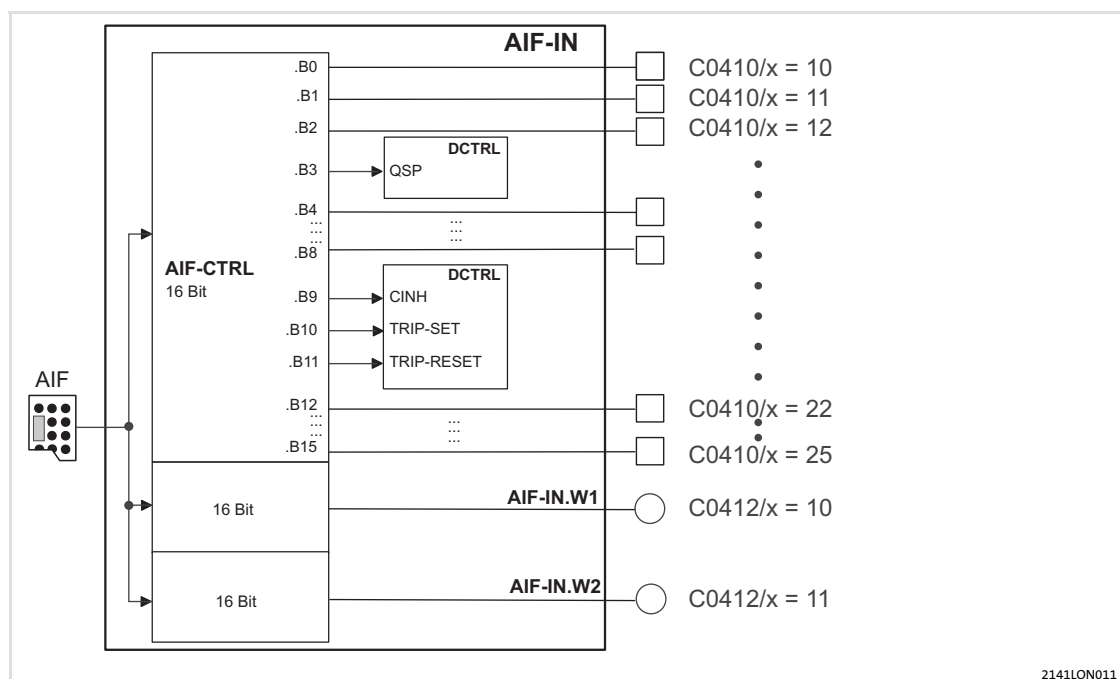 AIF-IN
.B0
C0410/x = 10
.B1
C0410/x = 11
.B2
C0410/x = 12
DCTRL
.B3
QSP
.B4
...
...
...
...
.B8
AIF-CTRL
16 Bit
DCTRL
.B9
CINH
.B10
TRIP-SET
.B11
TRIP-RESET
AIF
.B12
C0410/x = 22
...
...
...
...
.B15
C0410/x = 25
16 Bit
AIF-IN.W1
C0412/x = 10
16 Bit
AIF-IN.W2
C0412/x = 11
2141LON011